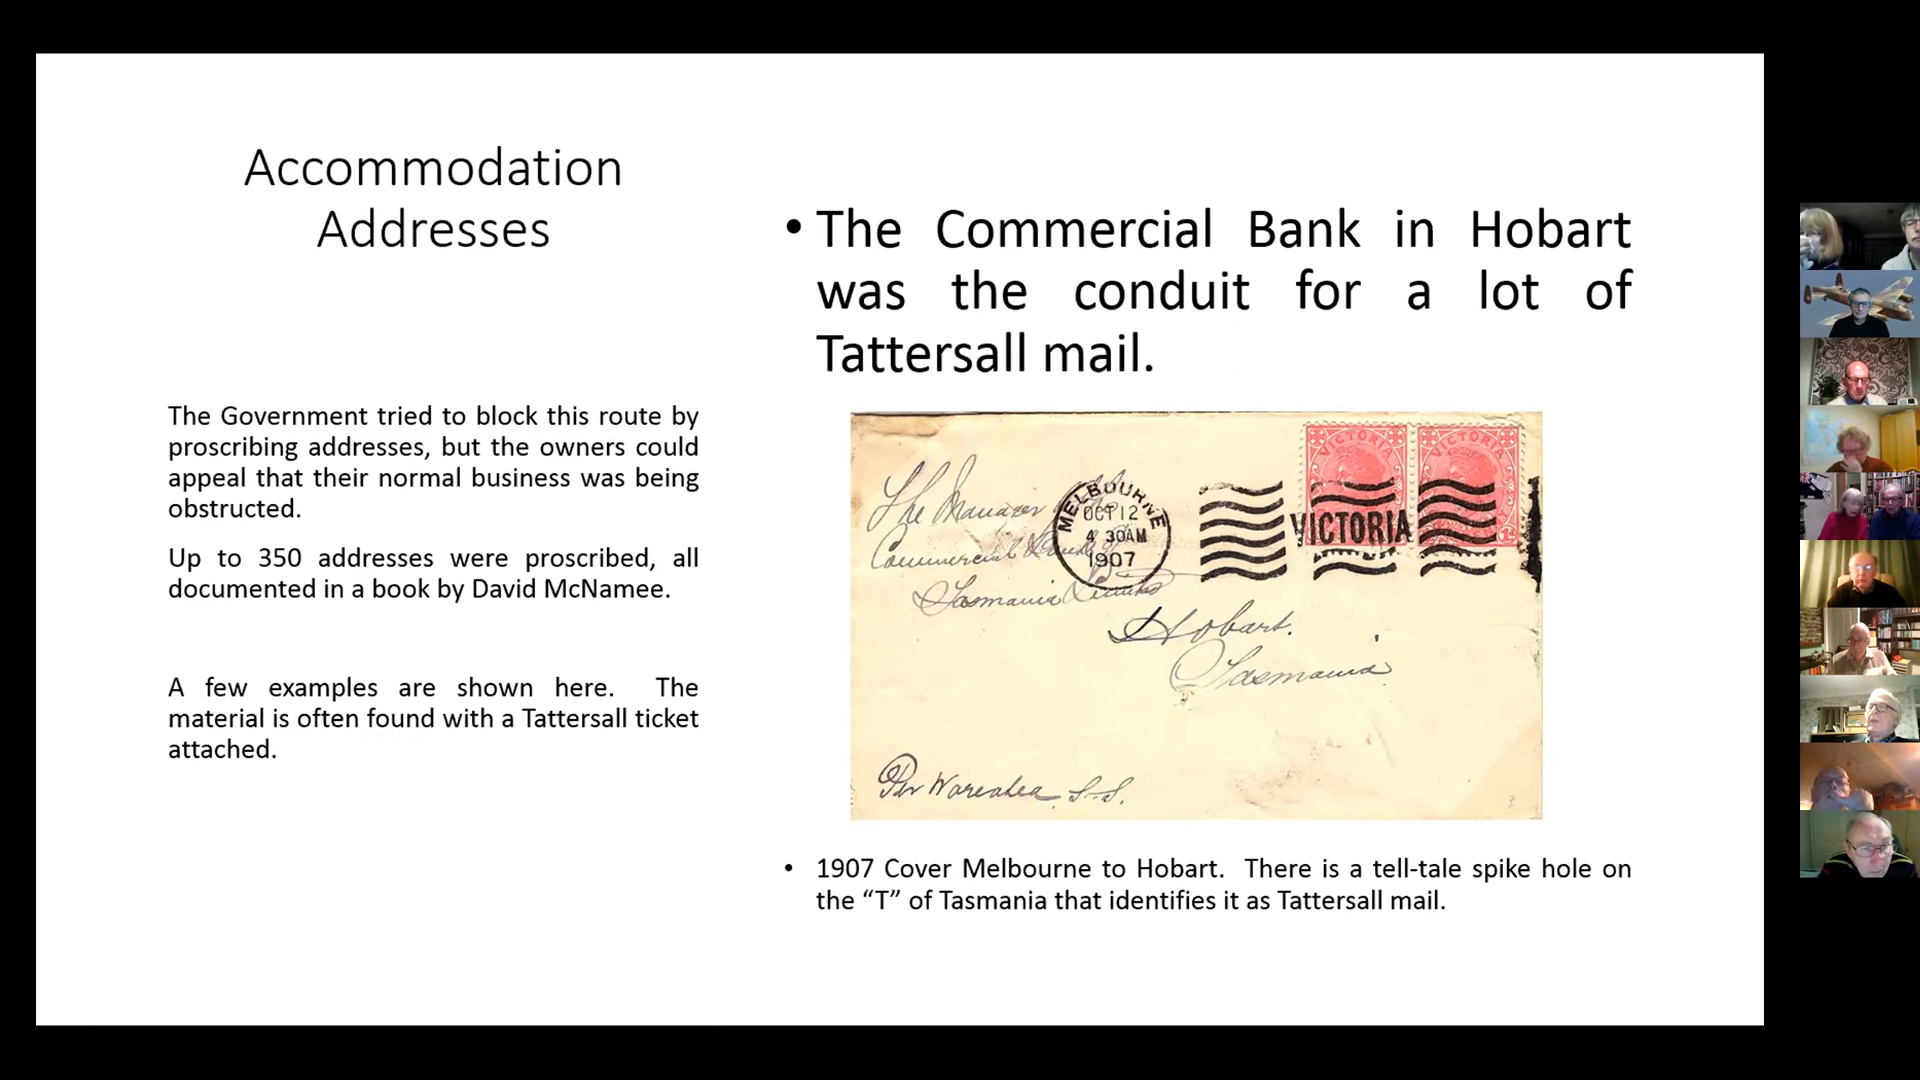 Accommodation
Addresses
The Government tried to block this route by
proscribing addresses, but the owners could
appeal that their normal business was being
obstructed.
Up to 350 addresses were proscribed, all
documented in a book by David McNamee.
A few examples are shown here. The
material is often found with a Tattersall ticket
attached.
• The Commercial Bank in Hobart
was the conduit for a lot of
Tattersall mail.
VICTORIA VICTORIA
The Manager
MELBOURNE
OCT 12
4 30AM
1907
VICTORIA
Commercial Bank of
Tasmania Limited
Hobart.
Tasmania
Per Wareatea S.S.
3
• 1907 Cover Melbourne to Hobart. There is a tell-tale spike hole on
the “T” of Tasmania that identifies it as Tattersall mail.